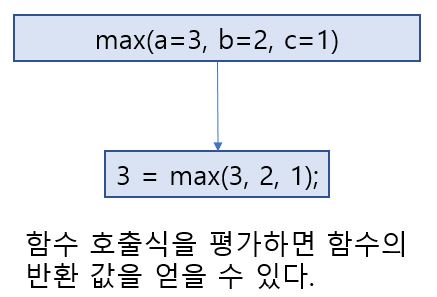 max(a=3, b=2, c=1)
3 = max(3, 2, 1);
함수 호출식을 평가하면 함수의
반환 값을 얻을 수 있다.